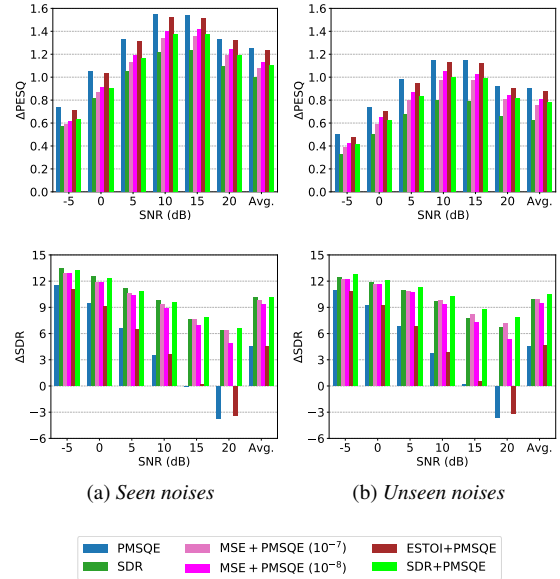 1.6
1.4
1.2
1.0
0.8
0.6
0.4
0.2
0.0
ΔPESQ
-5 0 5 10 15 20 Avg.
SNR (dB)
1.6
1.4
1.2
1.0
0.8
0.6
0.4
0.2
0.0
ΔPESQ
-5 0 5 10 15 20 Avg.
SNR (dB)
15
12
9
6
3
0
−3
−6
ΔSDR
-5 0 5 10 15 20 Avg.
SNR (dB)
15
12
9
6
3
0
−3
−6
ΔSDR
-5 0 5 10 15 20 Avg.
SNR (dB)
(a) Seen noises
(b) Unseen noises
PMSQE
SDR
MSE + PMSQE (10⁻⁷)
MSE + PMSQE (10⁻⁸)
ESTOI+PMSQE
SDR+PMSQE